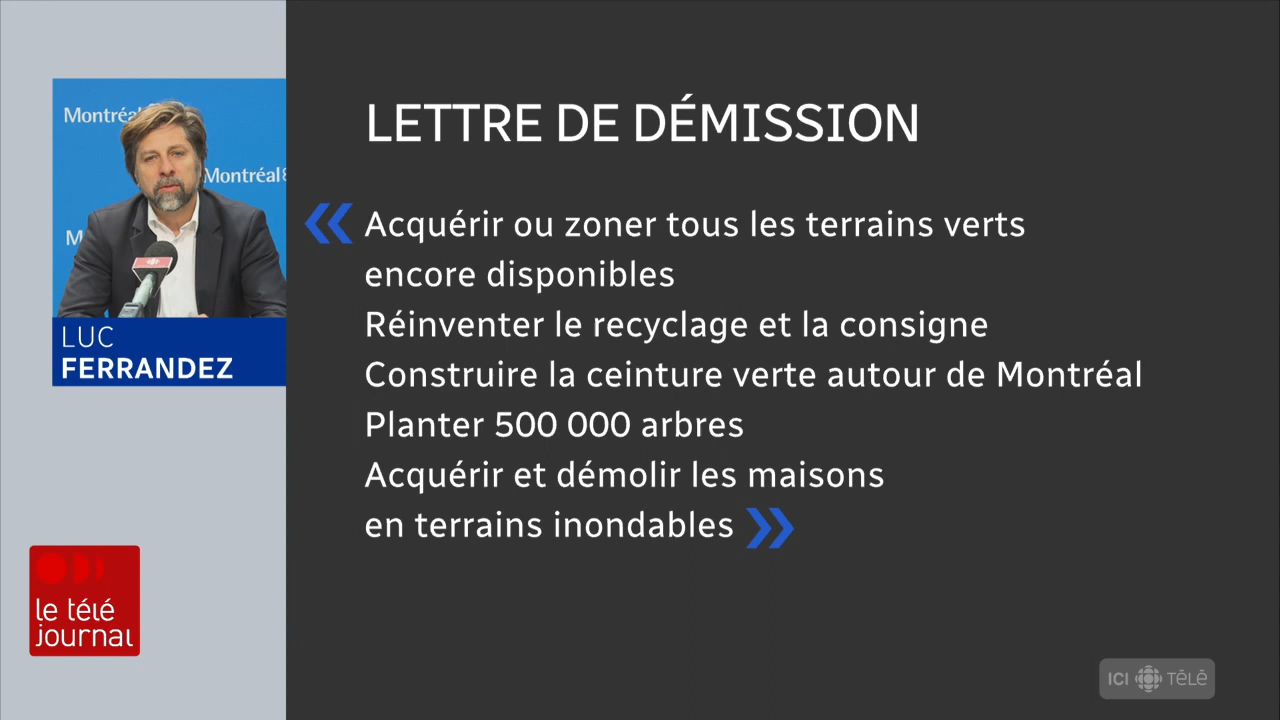 Montréal
Montréal
M
LUC
FERRANDEZ
LETTRE DE DÉMISSION
« Acquérir ou zoner tous les terrains verts
encore disponibles
Réinventer le recyclage et la consigne
Construire la ceinture verte autour de Montréal
Planter 500 000 arbres
Acquérir et démolir les maisons
en terrains inondables »
le télé
journal
ICI TÉLÉ